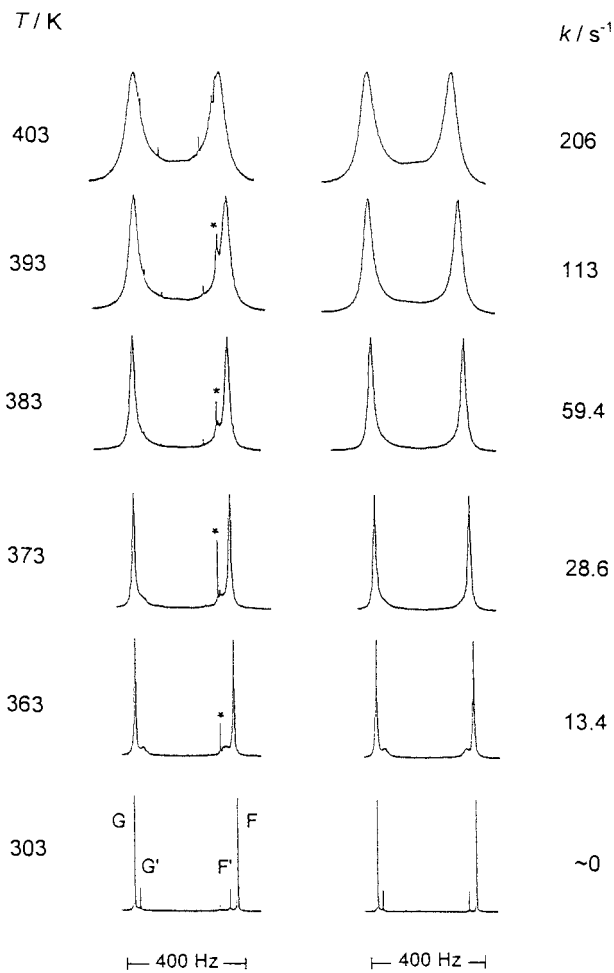 T / K k / s⁻¹
403 206
393 * 113
383 * 59.4
373 * 28.6
363 * 13.4
G F
303 G' F' ~0
400 Hz 400 Hz